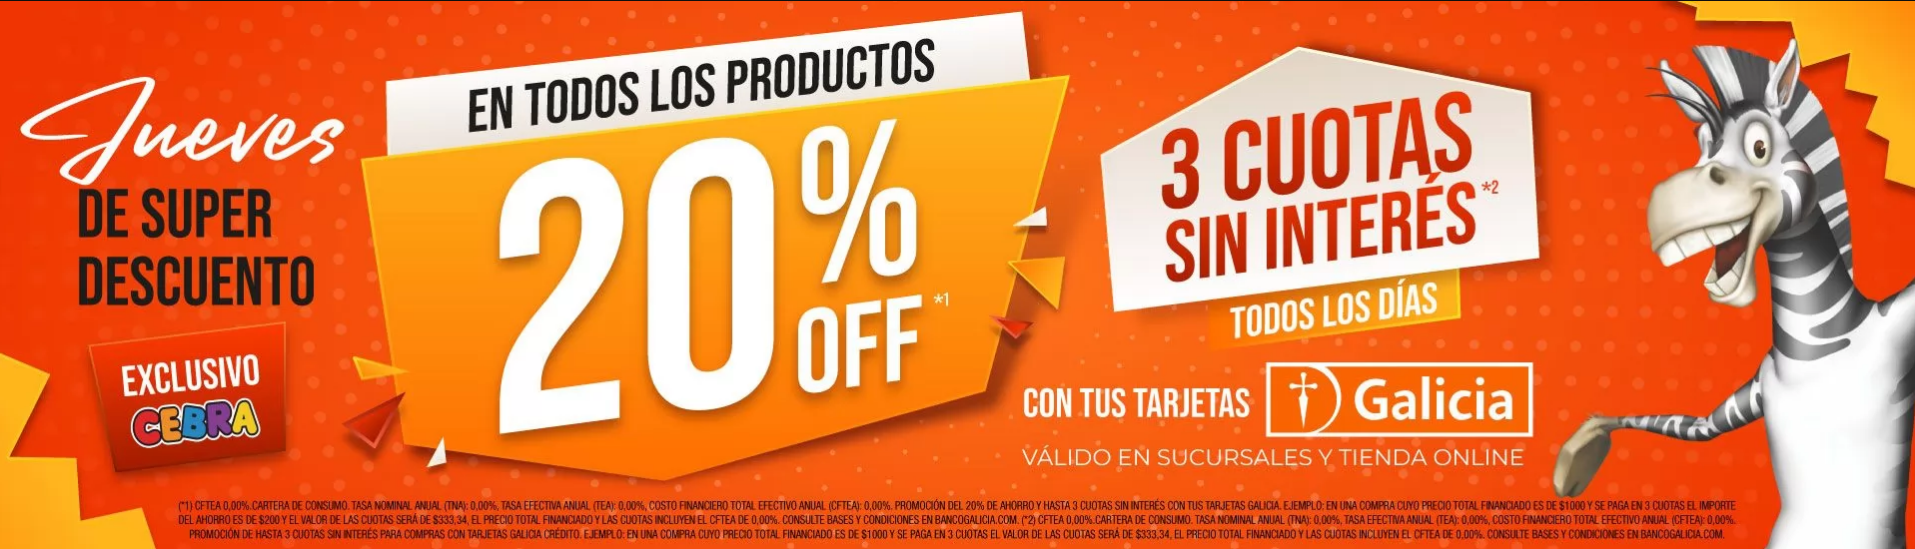 Jueves
DE SUPER
DESCUENTO
EXCLUSIVO
CEBRA
EN TODOS LOS PRODUCTOS
20%
OFF *1
3 CUOTAS
SIN INTERÉS *2
TODOS LOS DÍAS
CON TUS TARJETAS Galicia
VÁLIDO EN SUCURSALES Y TIENDA ONLINE
(*1) CFTEA 0,00%.CARTERA DE CONSUMO. TASA NOMINAL ANUAL (TNA): 0,00%, TASA EFECTIVA ANUAL (TEA): 0,00%, COSTO FINANCIERO TOTAL EFECTIVO ANUAL (CFTEA): 0,00%. PROMOCIÓN DEL 20% DE AHORRO Y HASTA 3 CUOTAS SIN INTERÉS CON TUS TARJETAS GALICIA. EJEMPLO: EN UNA COMPRA CUYO PRECIO TOTAL FINANCIADO ES DE $1000 Y SE PAGA EN 3 CUOTAS EL IMPORTE
DEL AHORRO ES DE $200 Y EL VALOR DE LAS CUOTAS SERÁ DE $333,34, EL PRECIO TOTAL FINANCIADO Y LAS CUOTAS INCLUYEN EL CFTEA DE 0,00%. CONSULTE BASES Y CONDICIONES EN BANCOGALICIA.COM. (*2) CFTEA 0,00%.CARTERA DE CONSUMO. TASA NOMINAL ANUAL (TNA): 0,00%, TASA EFECTIVA ANUAL (TEA): 0,00%, COSTO FINANCIERO TOTAL EFECTIVO ANUAL (CFTEA): 0,00%.
PROMOCIÓN DE HASTA 3 CUOTAS SIN INTERÉS PARA COMPRAS CON TARJETAS GALICIA CRÉDITO. EJEMPLO: EN UNA COMPRA CUYO PRECIO TOTAL FINANCIADO ES DE $1000 Y SE PAGA EN 3 CUOTAS EL VALOR DE LAS CUOTAS SERÁ DE $333,34, EL PRECIO TOTAL FINANCIADO Y LAS CUOTAS INCLUYEN EL CFTEA DE 0,00%. CONSULTE BASES Y CONDICIONES EN BANCOGALICIA.COM.